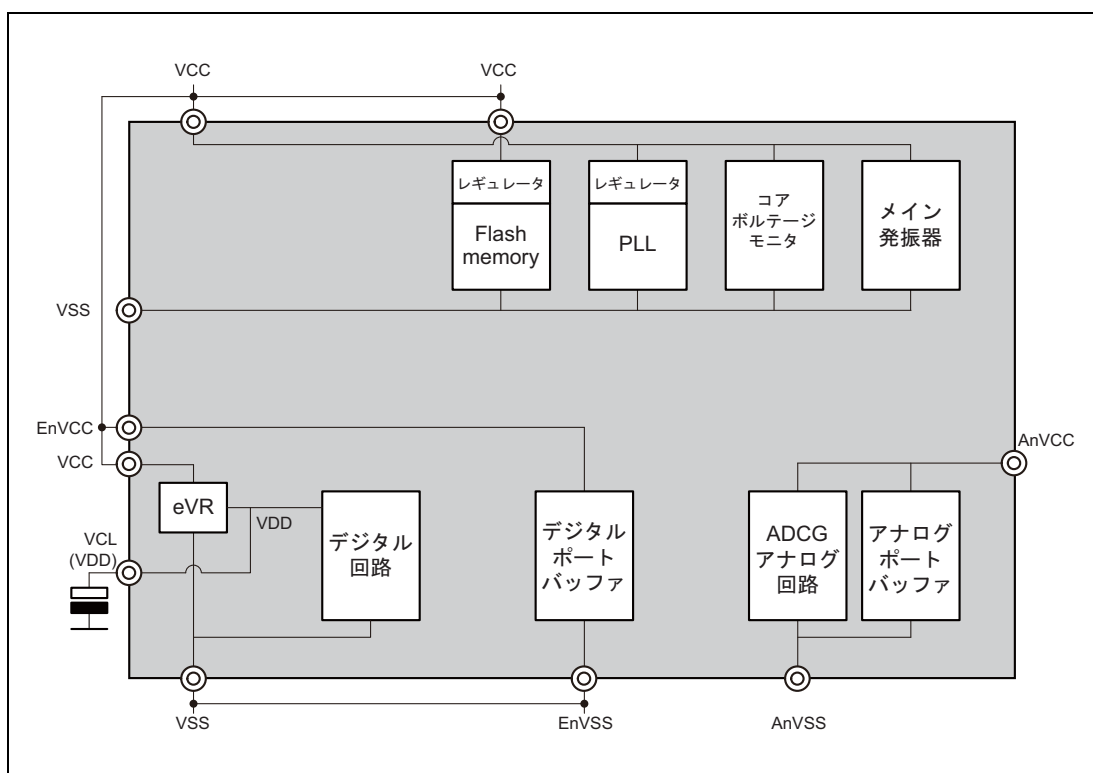 VCC
VCC
レギュレータ
Flash
memory
レギュレータ
PLL
コア
ボルテージ
モニタ
メイン
発振器
VSS
EnVCC
VCC
AnVCC
eVR
VDD
VCL
(VDD)
デジタル
回路
デジタル
ポート
バッファ
ADCG
アナログ
回路
アナログ
ポート
バッファ
VSS
EnVSS
AnVSS